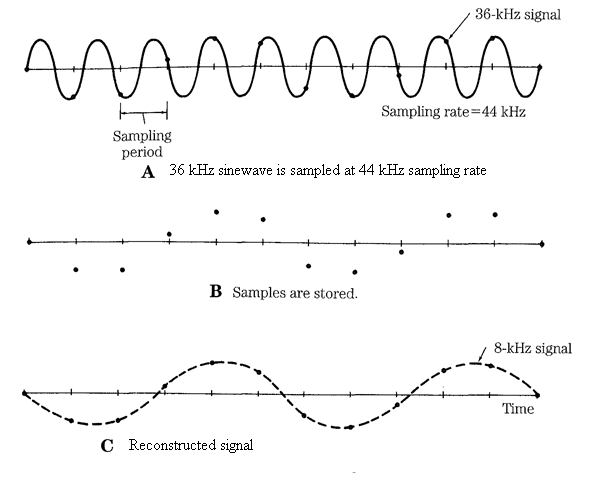 36-kHz signal
Sampling rate=44 kHz
Sampling
period
A 36 kHz sinewave is sampled at 44 kHz sampling rate
B Samples are stored.
8-kHz signal
Time
C Reconstructed signal